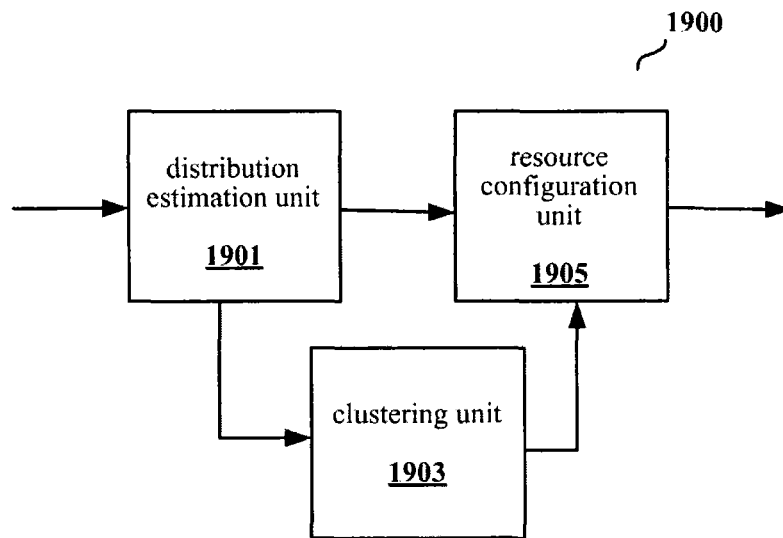 1900
distribution
estimation unit
1901
resource
configuration
unit
1905
clustering unit
1903